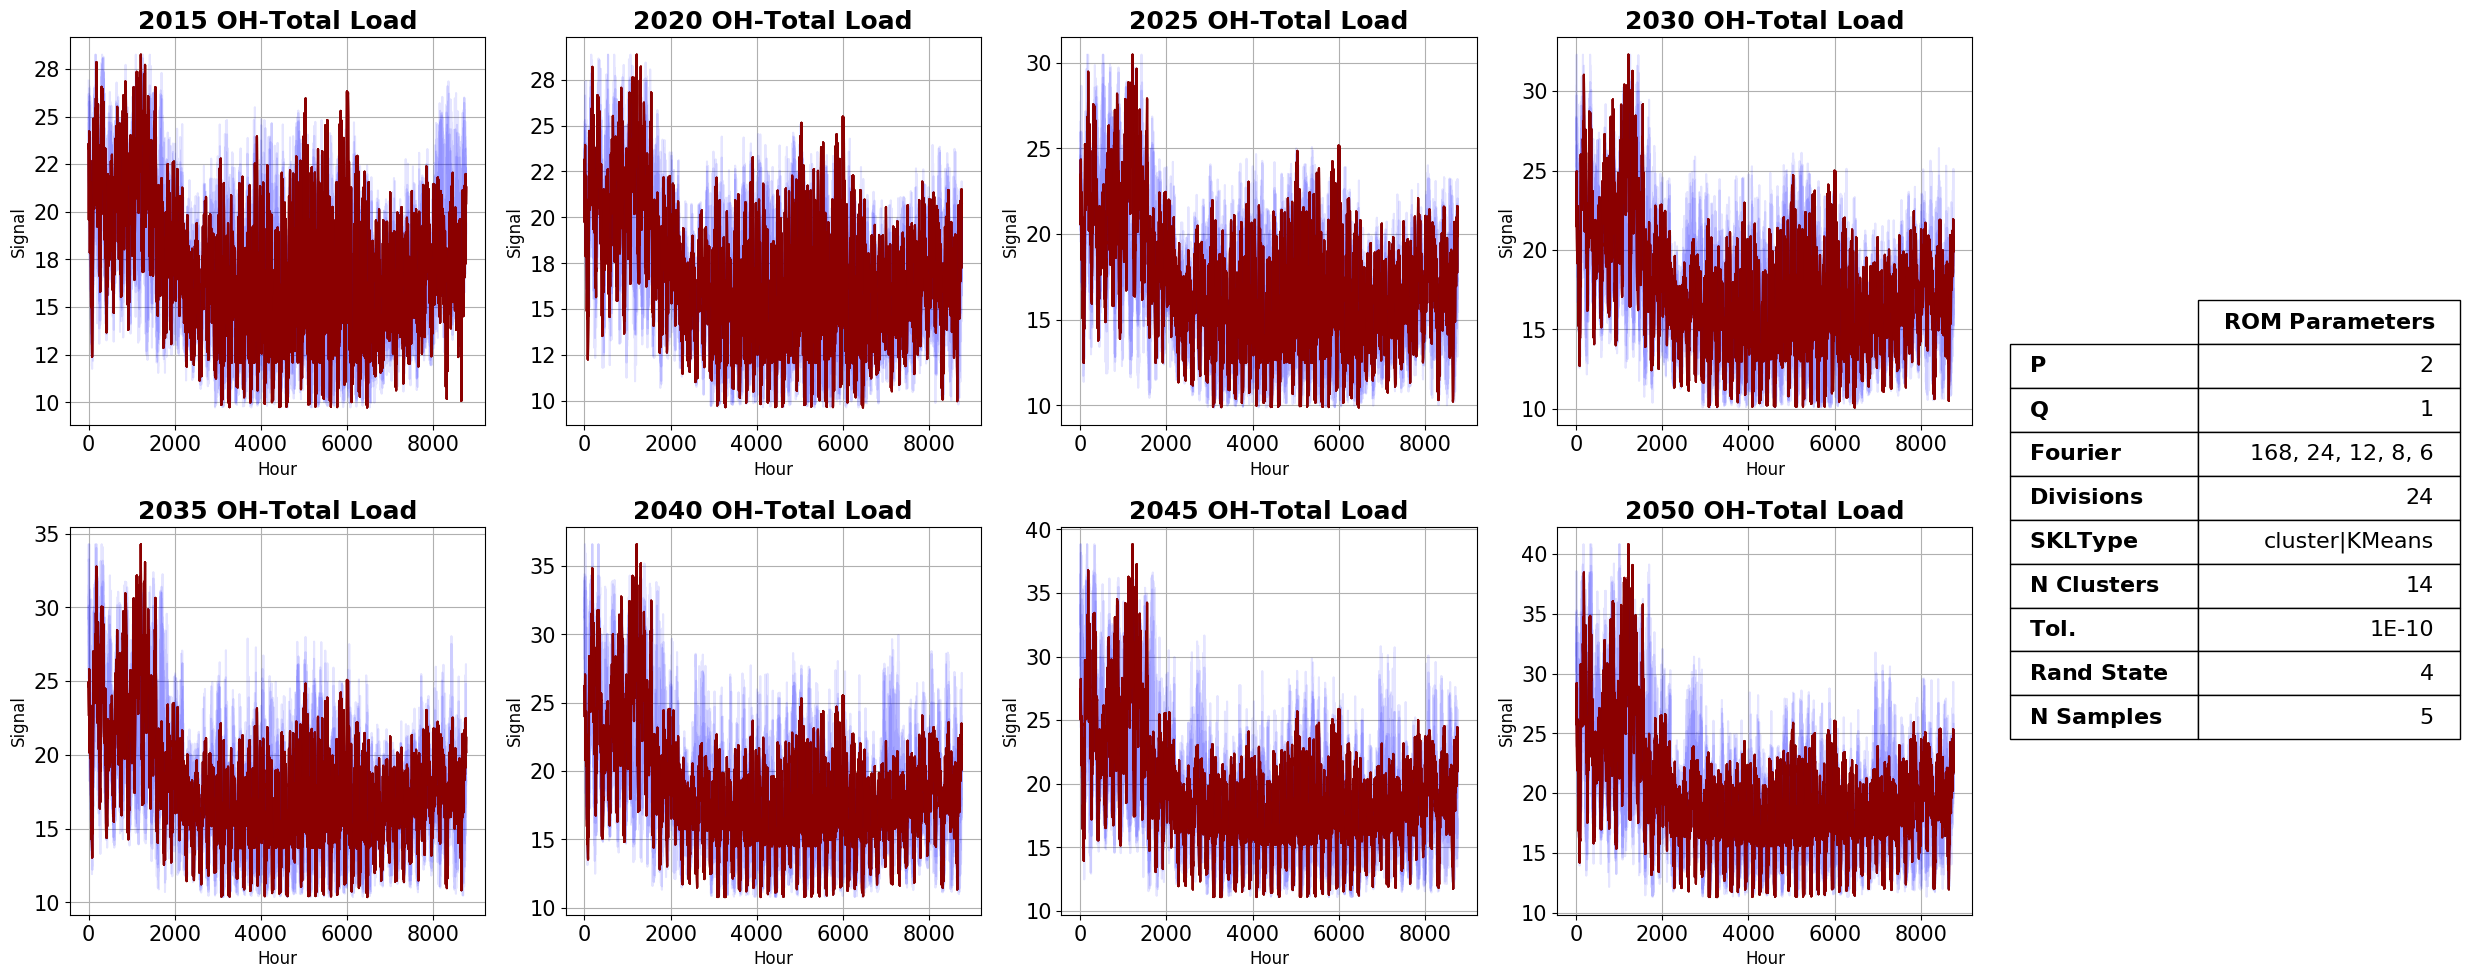 2015 OH-Total Load
28
25
22
20
18
15
12
10
Signal
0 2000 4000 6000 8000
Hour
2020 OH-Total Load
28
25
22
20
18
15
12
10
Signal
0 2000 4000 6000 8000
Hour
2025 OH-Total Load
30
25
20
15
10
Signal
0 2000 4000 6000 8000
Hour
2030 OH-Total Load
30
25
20
15
10
Signal
0 2000 4000 6000 8000
Hour
2035 OH-Total Load
35
30
25
20
15
10
Signal
0 2000 4000 6000 8000
Hour
2040 OH-Total Load
35
30
25
20
15
10
Signal
0 2000 4000 6000 8000
Hour
2045 OH-Total Load
40
35
30
25
20
15
10
Signal
0 2000 4000 6000 8000
Hour
2050 OH-Total Load
40
35
30
25
20
15
10
Signal
0 2000 4000 6000 8000
Hour
ROM Parameters
P 2
Q 1
Fourier 168, 24, 12, 8, 6
Divisions 24
SKLType cluster|KMeans
N Clusters 14
Tol. 1E-10
Rand State 4
N Samples 5